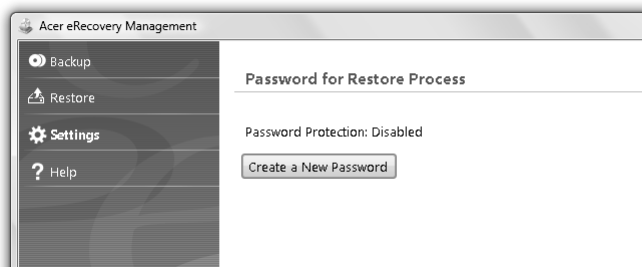 Acer eRecovery Management
Backup
Restore
Settings
Help
Password for Restore Process
Password Protection: Disabled
Create a New Password